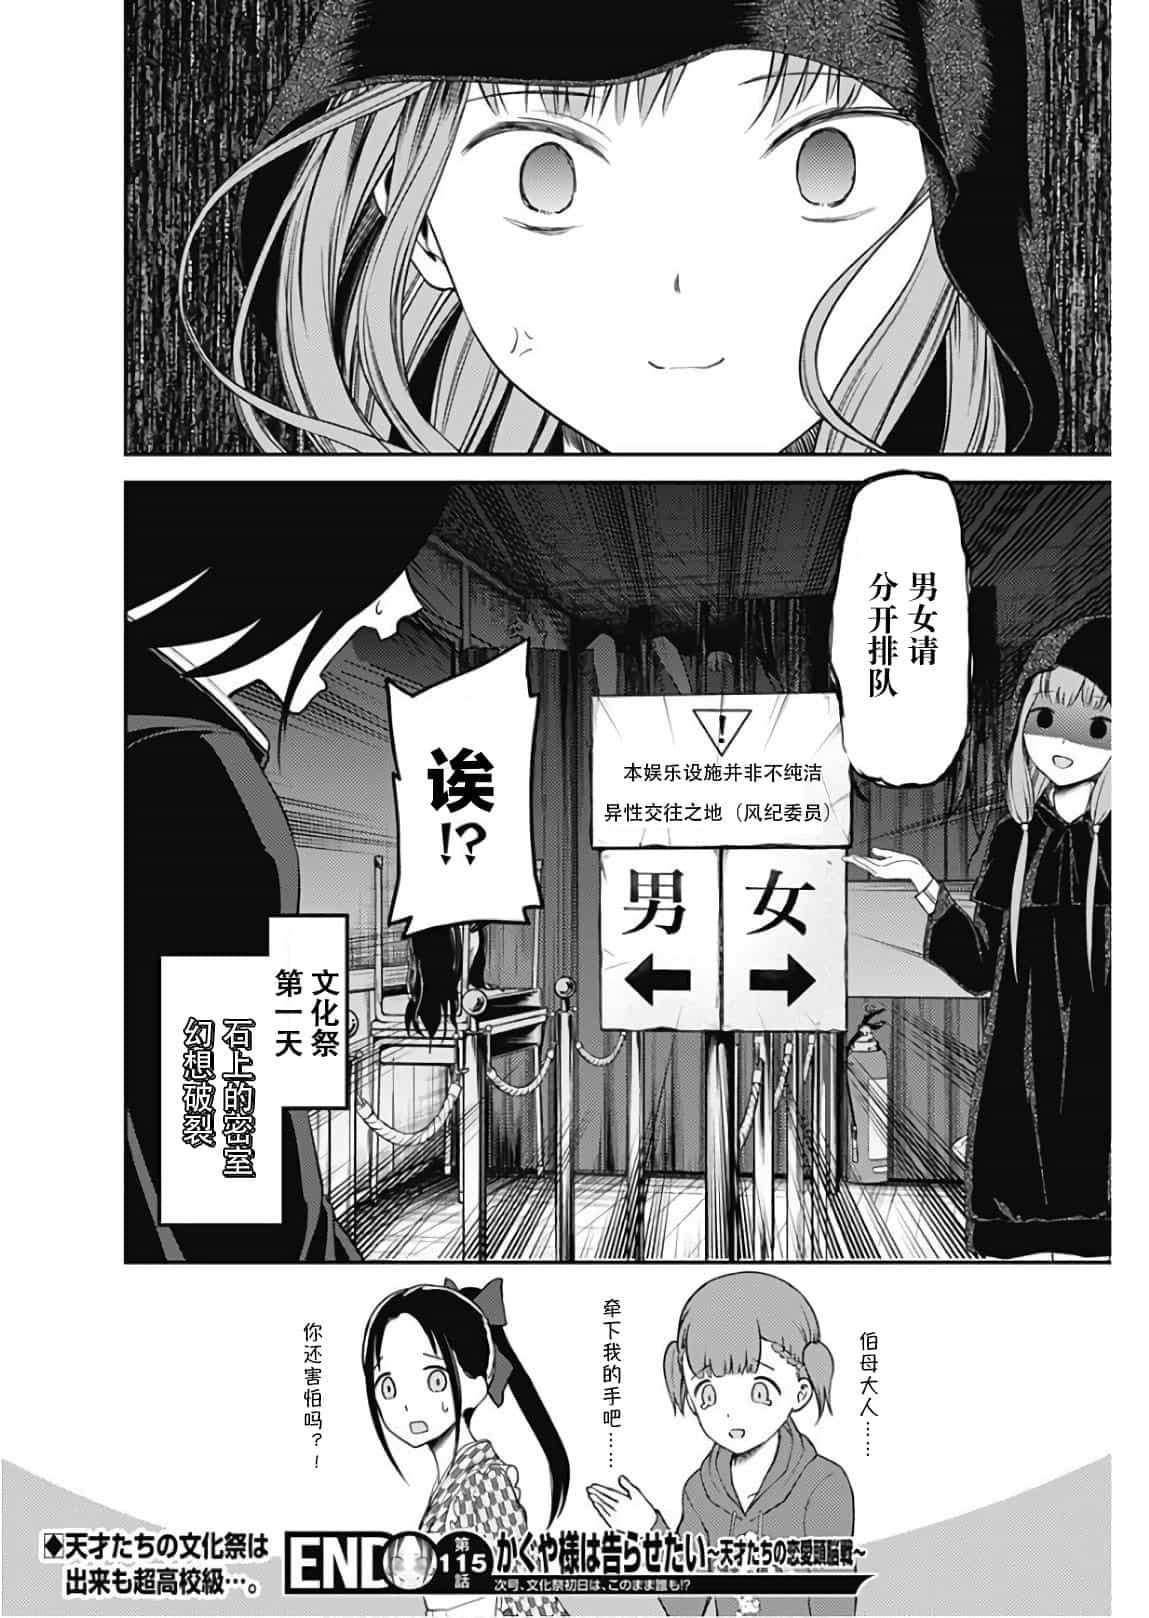 男女请
分开排队
!
本娱乐设施并非不纯洁
异性交往之地（风纪委员）
男
女
诶!?
文化祭
第一天
石上的密室
幻想破裂
伯母大人……
牵下我的手吧……
你还害怕吗？！
◆天才たちの文化祭は
出来も超高校級…。
END
第115話
かぐや様は告らせたい～天才たちの恋愛頭脳戦～
次号、文化祭初日は、このまま誰も!?